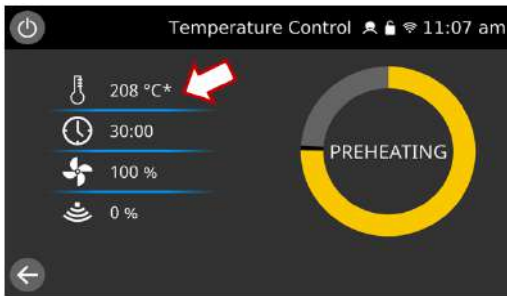 Temperature Control 11:07 am
208 °C*
30:00
100 %
PREHEATING
0 %